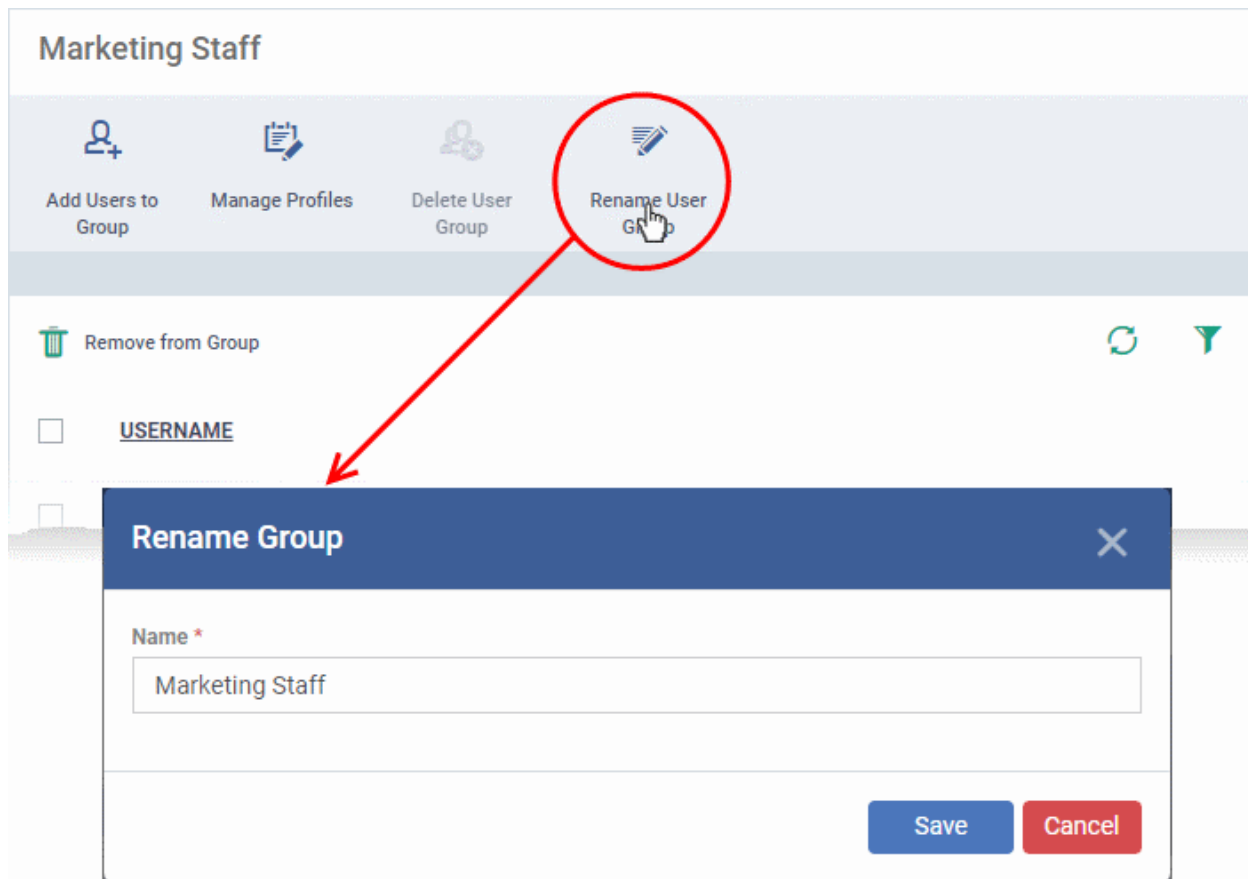 Marketing Staff
Add Users to
Group
Manage Profiles
Delete User
Group
Rename User
Remove from Group
USERNAME
Rename Group
Name *
Marketing Staff
Save
Cancel